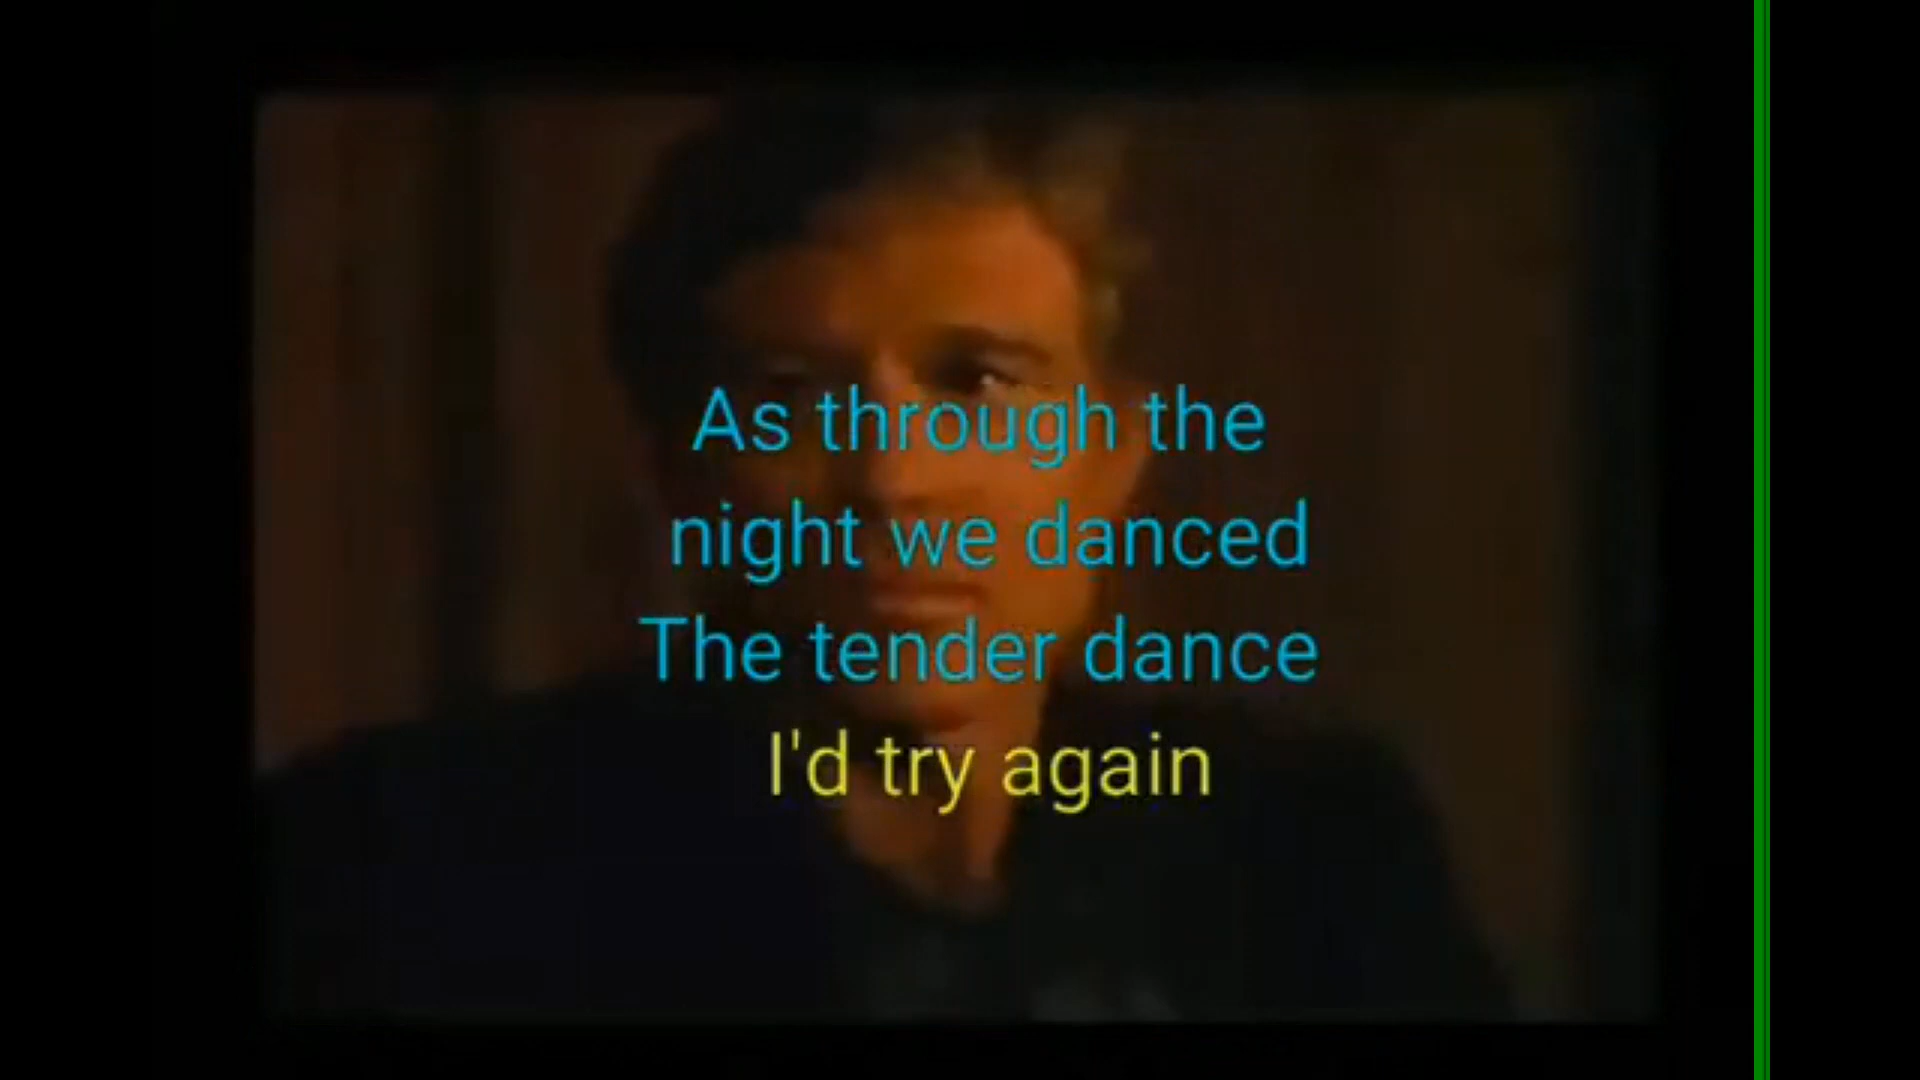 As through the
night we danced
The tender dance
I'd try again